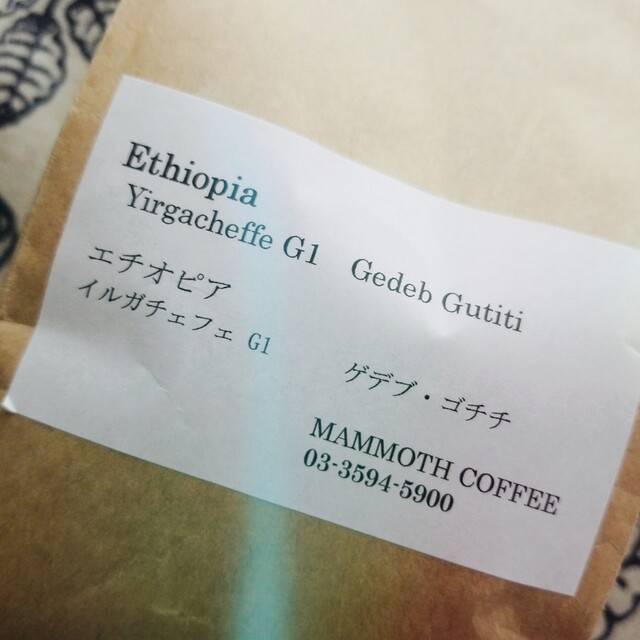 Ethiopia
Yirgacheffe G1 Gedeb Gutiti
エチオピア
イルガチェフェ G1
ゲデブ・ゴチチ
MAMMOTH COFFEE
03-3594-5900